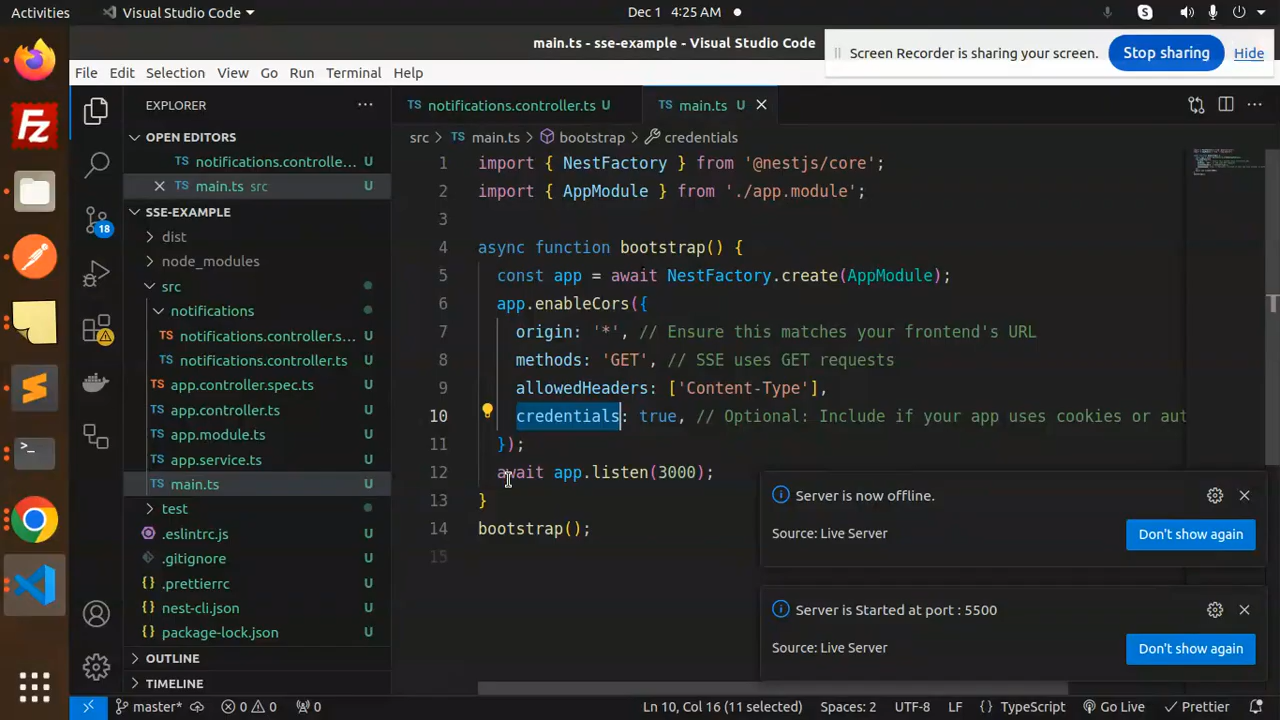 Activities
Visual Studio Code
Dec 1 4:25 AM
main.ts - sse-example - Visual Studio Code
Screen Recorder is sharing your screen.
Stop sharing
Hide
File Edit Selection View Go Run Terminal Help
EXPLORER
notifications.controller.ts U
main.ts U
OPEN EDITORS
src > TS main.ts > bootstrap > credentials
TS notifications.controlle... U
TS main.ts src U
SSE-EXAMPLE
dist
node_modules
src
notifications
TS notifications.controller.s... U
TS notifications.controller.ts U
TS app.controller.spec.ts U
TS app.controller.ts U
TS app.module.ts U
TS app.service.ts U
TS main.ts U
test
.eslintrc.js U
.gitignore U
{} .prettierrc U
{} nest-cli.json U
{} package-lock.json U
OUTLINE
TIMELINE
18
1 import { NestFactory } from '@nestjs/core';
2 import { AppModule } from './app.module';
3
4 async function bootstrap() {
5 const app = await NestFactory.create(AppModule);
6 app.enableCors({
7 origin: '*', // Ensure this matches your frontend's URL
8 methods: 'GET', // SSE uses GET requests
9 allowedHeaders: ['Content-Type'],
10 credentials: true, // Optional: Include if your app uses cookies or aut
11 });
12 await app.listen(3000);
13 }
14 bootstrap();
15
Server is now offline.
Source: Live Server
Don't show again
Server is Started at port : 5500
Source: Live Server
Don't show again
master* 0 0 0 Ln 10, Col 16 (11 selected) Spaces: 2 UTF-8 LF {} TypeScript Go Live Prettier